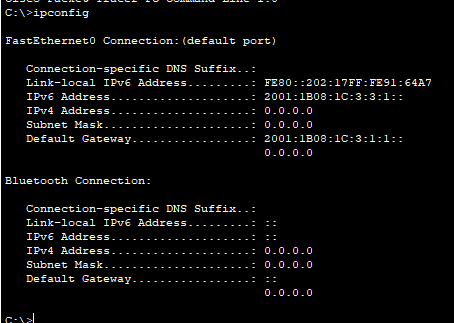 Cisco Packet Tracer PC Command Line 1.0
C:\>ipconfig
FastEthernet0 Connection:(default port)
Connection-specific DNS Suffix..:
Link-local IPv6 Address.........: FE80::202:17FF:FE91:64A7
IPv6 Address....................: 2001:1B08:1C:3:3:1::
IPv4 Address....................: 0.0.0.0
Subnet Mask.....................: 0.0.0.0
Default Gateway.................: 2001:1B08:1C:3:1:1::
0.0.0.0
Bluetooth Connection:
Connection-specific DNS Suffix..:
Link-local IPv6 Address.........: ::
IPv6 Address....................: ::
IPv4 Address....................: 0.0.0.0
Subnet Mask.....................: 0.0.0.0
Default Gateway.................: ::
0.0.0.0
C:\>